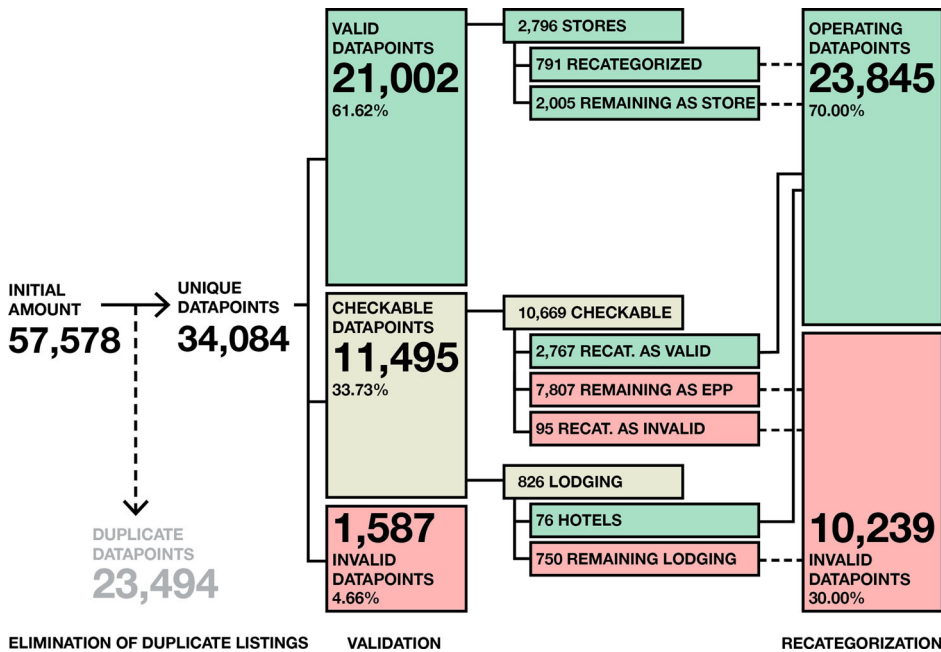 INITIAL
AMOUNT
57,578
DUPLICATE
DATAPOINTS
23,494
UNIQUE
DATAPOINTS
34,084
VALID
DATAPOINTS
21,002
61.62%
CHECKABLE
DATAPOINTS
11,495
33.73%
1,587
INVALID
DATAPOINTS
4.66%
2,796 STORES
791 RECATEGORIZED
2,005 REMAINING AS STORE
10,669 CHECKABLE
2,767 RECAT. AS VALID
7,807 REMAINING AS EPP
95 RECAT. AS INVALID
826 LODGING
76 HOTELS
750 REMAINING LODGING
OPERATING
DATAPOINTS
23,845
70.00%
10,239
INVALID
DATAPOINTS
30.00%
ELIMINATION OF DUPLICATE LISTINGS
VALIDATION
RECATEGORIZATION